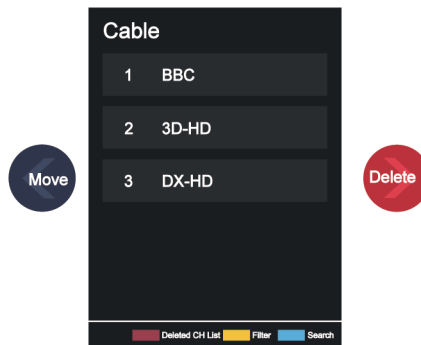 Cable
1 BBC
2 3D-HD
Move
3 DX-HD
Delete
Deleted CH List Filter Search